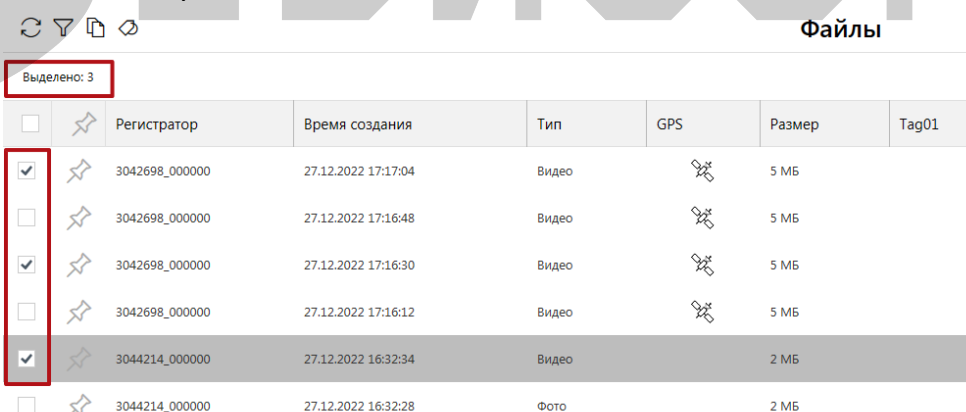 Файлы
Выделено: 3
Регистратор Время создания Тип GPS Размер Tag01
3042698_000000 27.12.2022 17:17:04 Видео 5 МБ
3042698_000000 27.12.2022 17:16:48 Видео 5 МБ
3042698_000000 27.12.2022 17:16:30 Видео 5 МБ
3042698_000000 27.12.2022 17:16:12 Видео 5 МБ
3044214_000000 27.12.2022 16:32:34 Видео 2 МБ
3044214_000000 27.12.2022 16:32:28 Фото 2 МБ